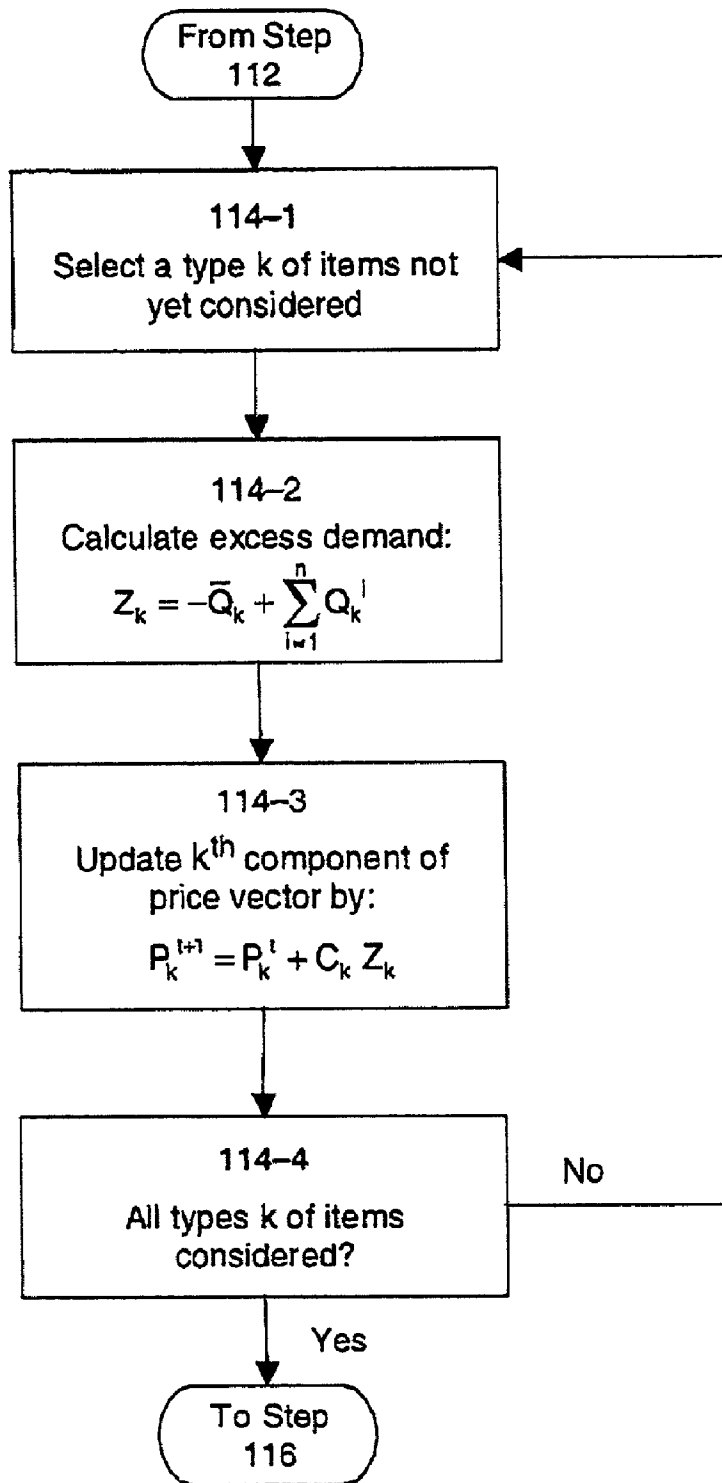 From Step
112
114–1
Select a type k of items not
yet considered
114–2
Calculate excess demand:
Z_k = −Q̅_k + ∑_{i=1}^{n} Q_k^i
114–3
Update k^th component of
price vector by:
P_k^{t+1} = P_k^t + C_k Z_k
114–4
No
All types k of items
considered?
Yes
To Step
116